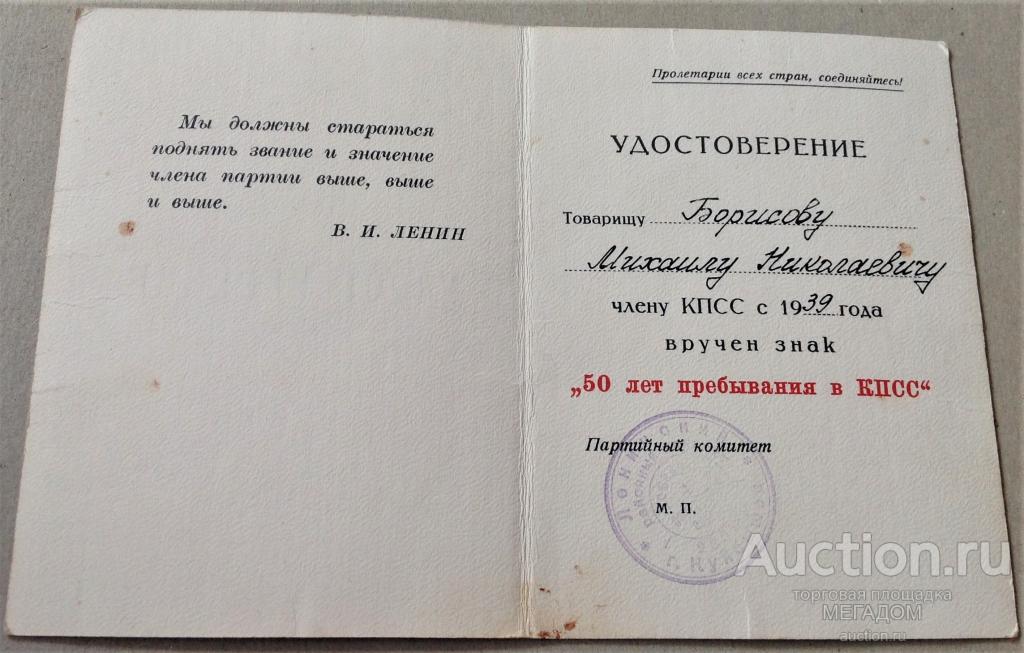 Мы должны стараться
поднять звание и значение
члена партии выше, выше
и выше.
В. И. ЛЕНИН
Пролетарии всех стран, соединяйтесь!
УДОСТОВЕРЕНИЕ
Товарищу Борисову
Михаилу Николаевичу
члену КПСС с 1939 года
вручен знак
„50 лет пребывания в КПСС“
Партийный комитет
М. П.
Auction.ru
торговая площадка
МЕГАДОМ
auction.ru